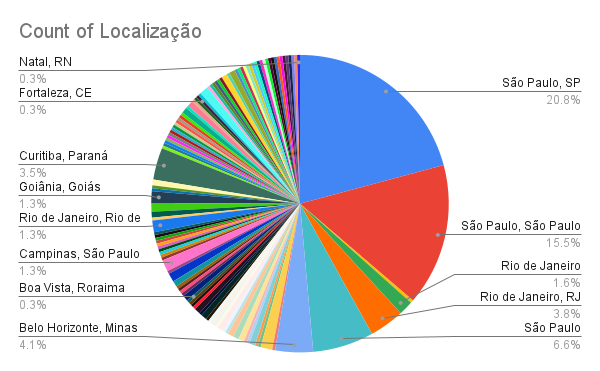 Count of Localização
Natal, RN
0.3%
Fortaleza, CE
0.3%
Curitiba, Paraná
3.5%
Goiânia, Goiás
1.3%
Rio de Janeiro, Rio de
1.3%
Campinas, São Paulo
1.3%
Boa Vista, Roraima
0.3%
Belo Horizonte, Minas
4.1%
São Paulo, SP
20.8%
São Paulo, São Paulo
15.5%
Rio de Janeiro
1.6%
Rio de Janeiro, RJ
3.8%
São Paulo
6.6%